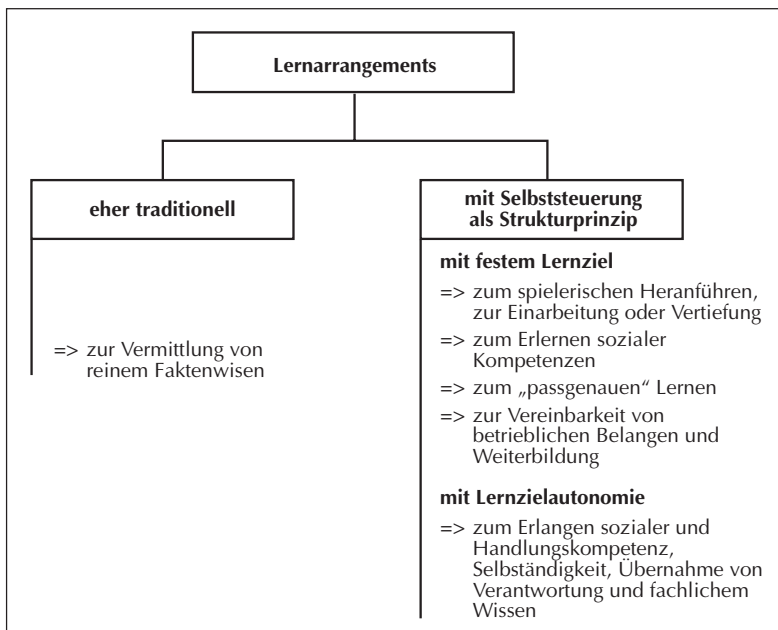 Lernarrangements
eher traditionell
=> zur Vermittlung von
reinem Faktenwisen
mit Selbststeuerung
als Strukturprinzip
mit festem Lernziel
=> zum spielerischen Heranführen,
zur Einarbeitung oder Vertiefung
=> zum Erlernen sozialer
Kompetenzen
=> zum „passgenauen“ Lernen
=> zur Vereinbarkeit von
betrieblichen Belangen und
Weiterbildung
mit Lernzielautonomie
=> zum Erlangen sozialer und
Handlungskompetenz,
Selbständigkeit, Übernahme von
Verantwortung und fachlichem
Wissen